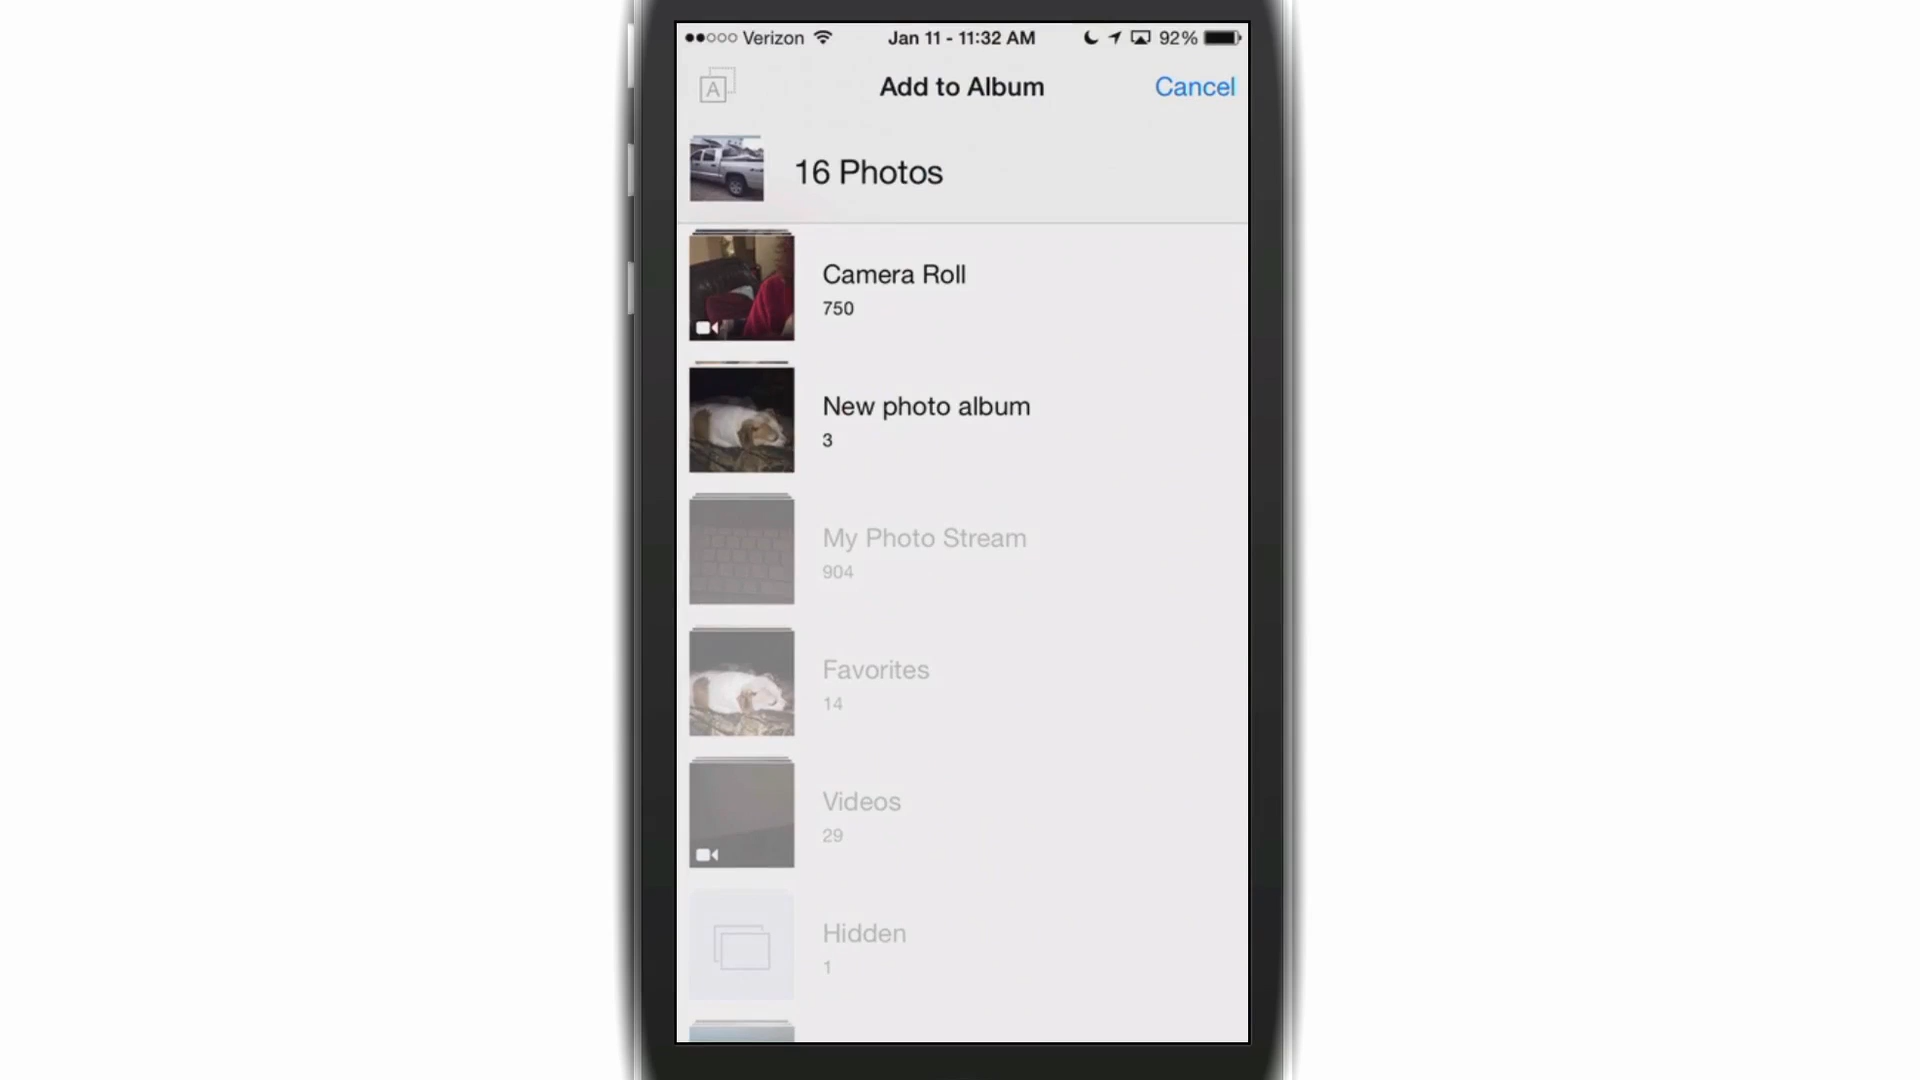 Verizon Jan 11 - 11:32 AM 92%
A Add to Album Cancel
16 Photos
Camera Roll
750
New photo album
3
My Photo Stream
904
Favorites
14
Videos
29
Hidden
1